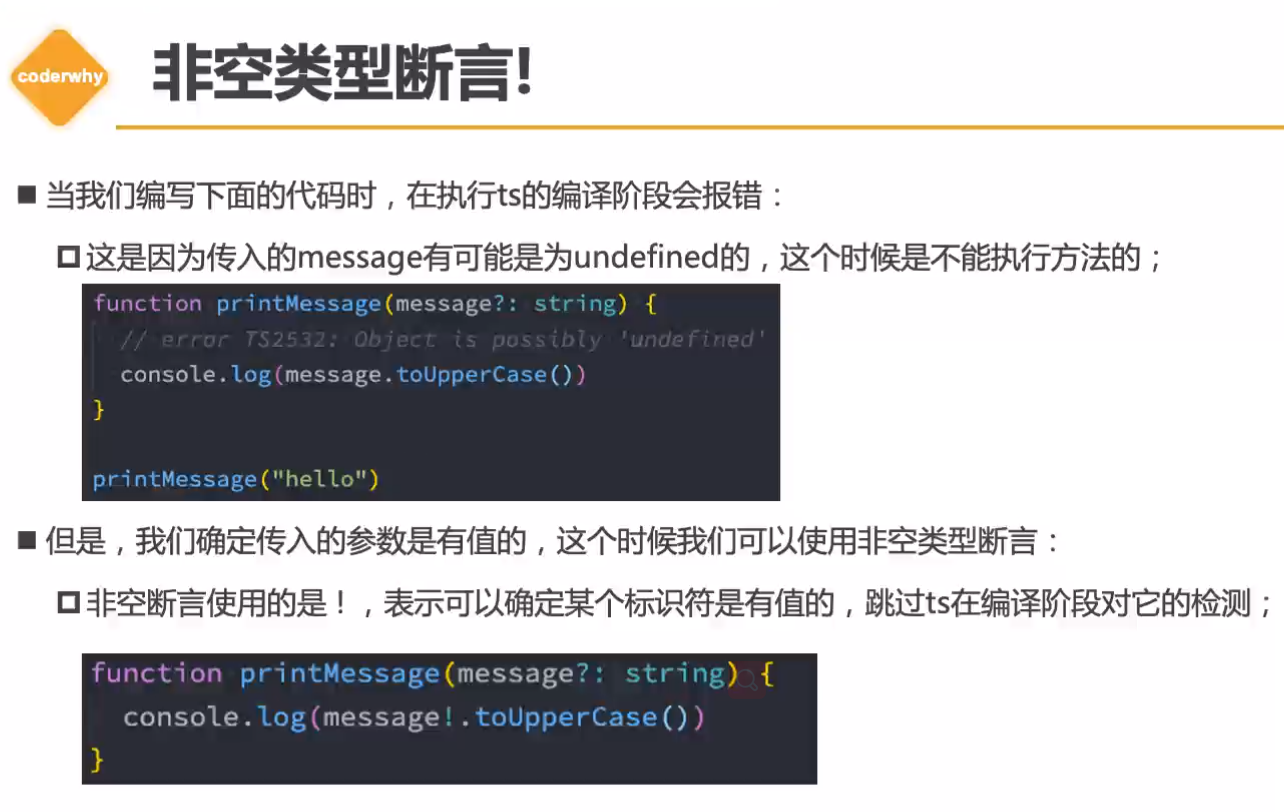 coderwhy
非空类型断言!
当我们编写下面的代码时，在执行ts的编译阶段会报错：
这是因为传入的message有可能是为undefined的，这个时候是不能执行方法的；
function printMessage(message?: string) {
// error TS2532: Object is possibly 'undefined'
console.log(message.toUpperCase())
}
printMessage("hello")
但是，我们确定传入的参数是有值的，这个时候我们可以使用非空类型断言：
非空断言使用的是！，表示可以确定某个标识符是有值的，跳过ts在编译阶段对它的检测；
function printMessage(message?: string) {
console.log(message!.toUpperCase())
}